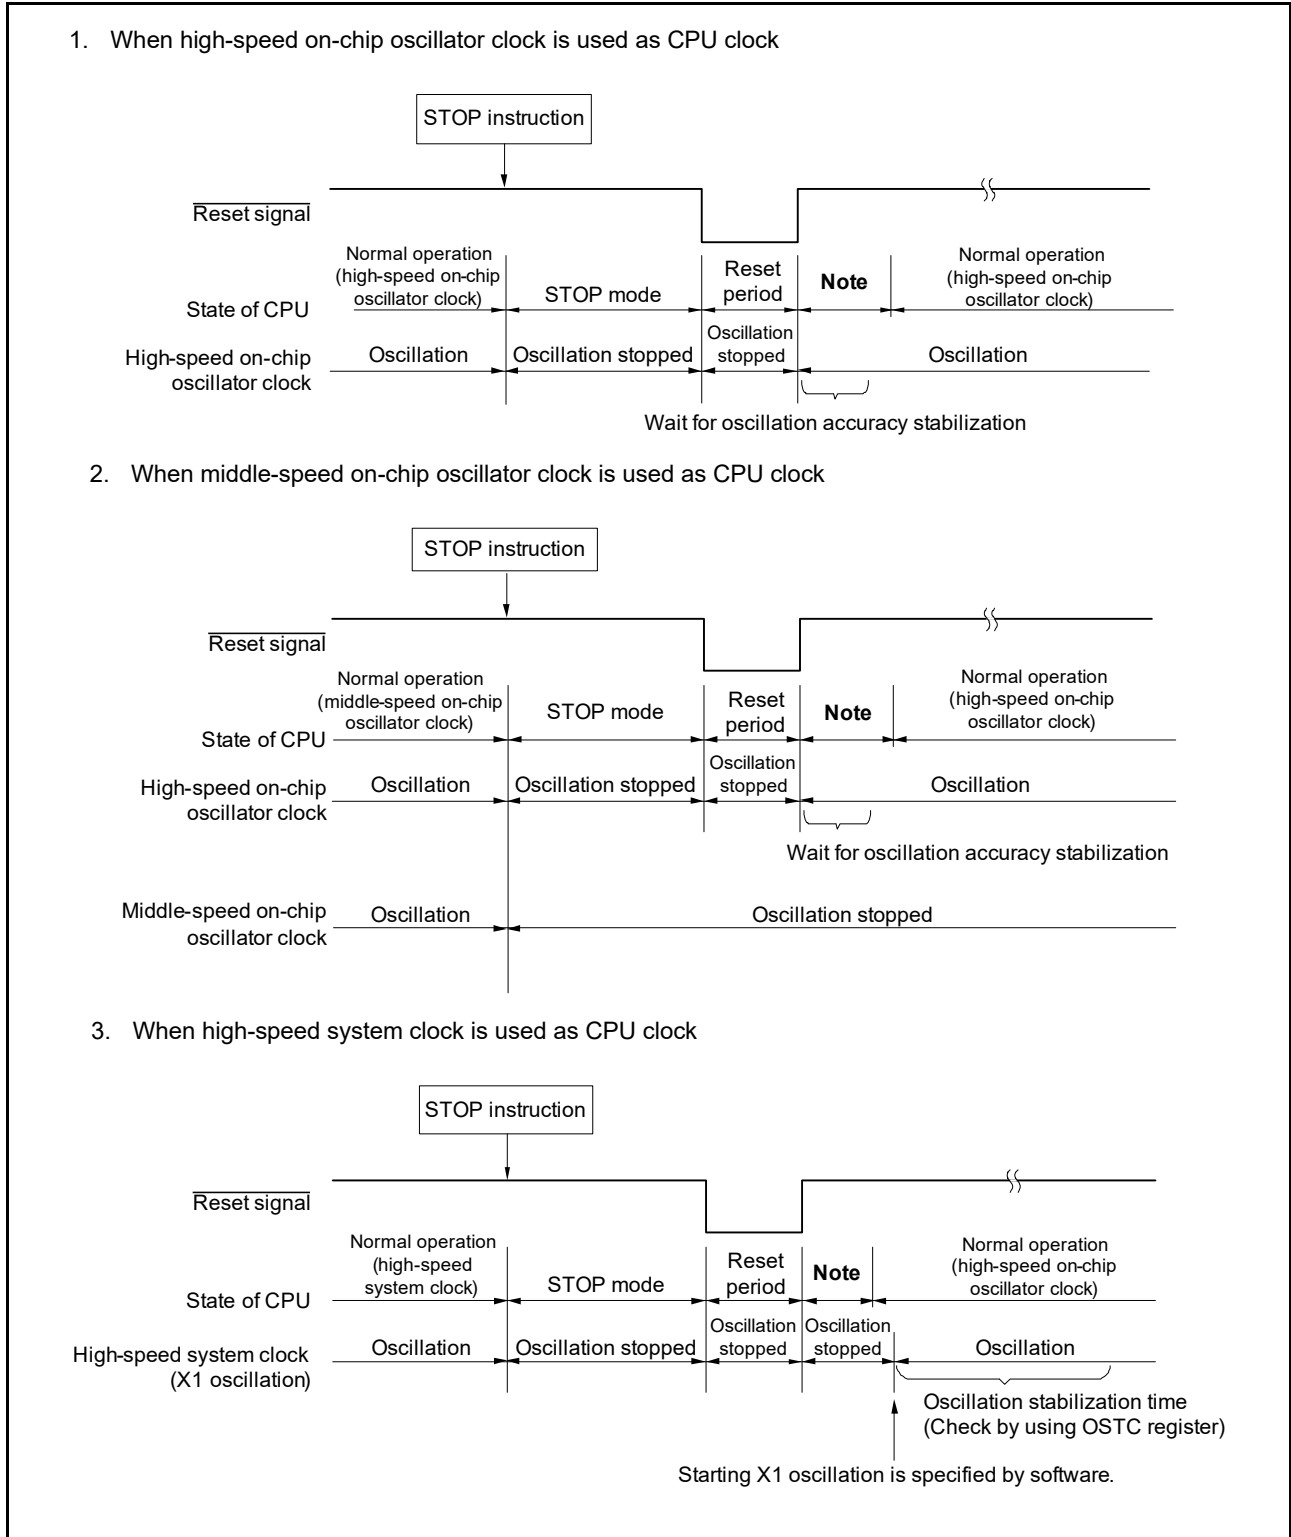 1. When high-speed on-chip oscillator clock is used as CPU clock
STOP instruction
Reset signal
Normal operation
(high-speed on-chip
oscillator clock)
STOP mode
Reset
period
Note
Normal operation
(high-speed on-chip
oscillator clock)
State of CPU
High-speed on-chip
oscillator clock
Oscillation
Oscillation stopped
Oscillation
stopped
Oscillation
Wait for oscillation accuracy stabilization
2. When middle-speed on-chip oscillator clock is used as CPU clock
STOP instruction
Reset signal
Normal operation
(middle-speed on-chip
oscillator clock)
STOP mode
Reset
period
Note
Normal operation
(high-speed on-chip
oscillator clock)
State of CPU
High-speed on-chip
oscillator clock
Oscillation
Oscillation stopped
Oscillation
stopped
Oscillation
Wait for oscillation accuracy stabilization
Middle-speed on-chip
oscillator clock
Oscillation
Oscillation stopped
3. When high-speed system clock is used as CPU clock
STOP instruction
Reset signal
Normal operation
(high-speed
system clock)
STOP mode
Reset
period
Note
Normal operation
(high-speed on-chip
oscillator clock)
State of CPU
High-speed system clock
(X1 oscillation)
Oscillation
Oscillation stopped
Oscillation
stopped
Oscillation
stopped
Oscillation
Oscillation stabilization time
(Check by using OSTC register)
Starting X1 oscillation is specified by software.